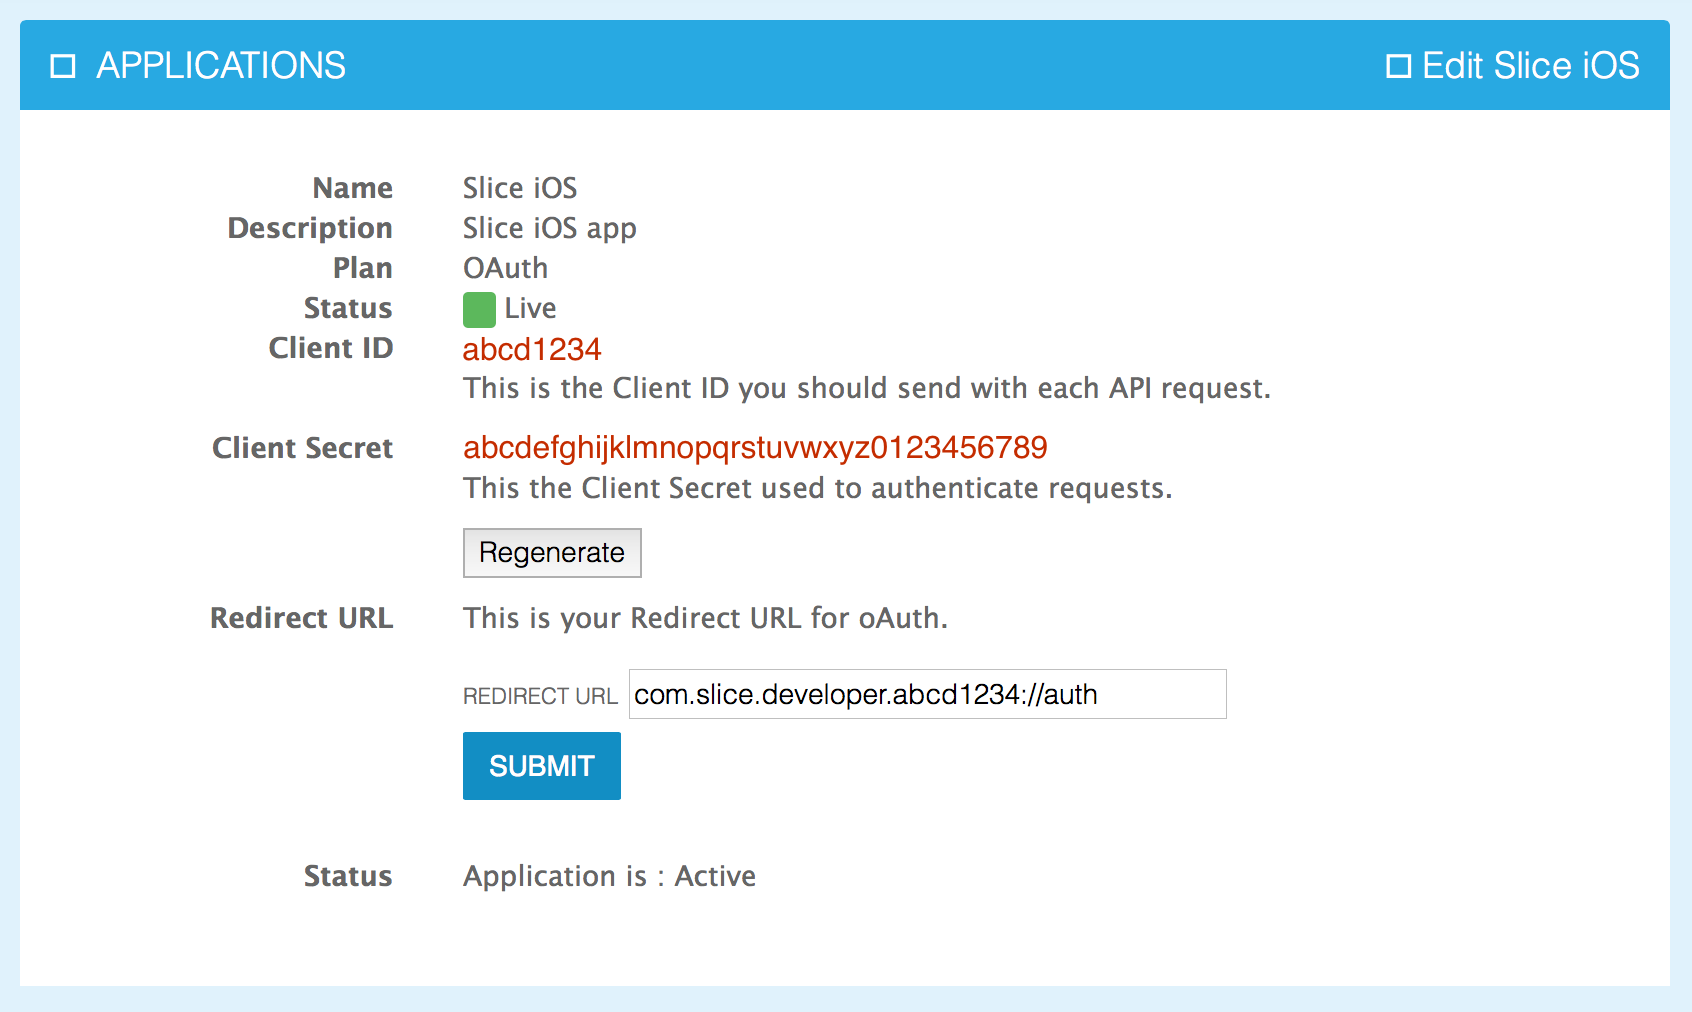 APPLICATIONS
Edit Slice iOS
Name Slice iOS
Description Slice iOS app
Plan OAuth
Status Live
Client ID abcd1234
This is the Client ID you should send with each API request.
Client Secret abcdefghijklmnopqrstuvwxyz0123456789
This the Client Secret used to authenticate requests.
Regenerate
Redirect URL This is your Redirect URL for oAuth.
REDIRECT URL com.slice.developer.abcd1234://auth
SUBMIT
Status Application is : Active